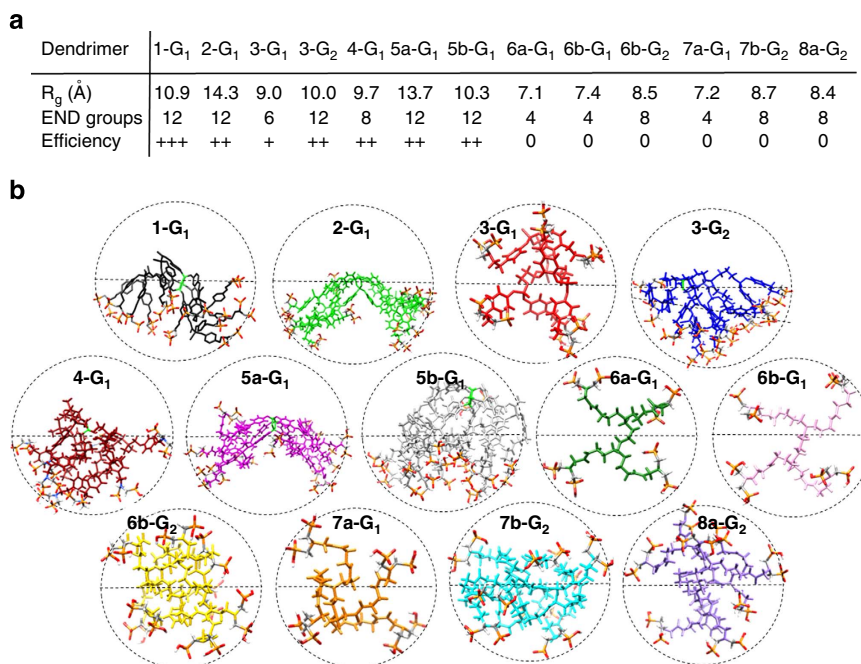 a
Dendrimer 1-G₁ 2-G₁ 3-G₁ 3-G₂ 4-G₁ 5a-G₁ 5b-G₁ 6a-G₁ 6b-G₁ 6b-G₂ 7a-G₁ 7b-G₂ 8a-G₂
R₉ (Å) 10.9 14.3 9.0 10.0 9.7 13.7 10.3 7.1 7.4 8.5 7.2 8.7 8.4
END groups 12 12 6 12 8 12 12 4 4 8 4 8 8
Efficiency +++ ++ + ++ ++ ++ ++ 0 0 0 0 0 0
b
1-G₁ 2-G₁ 3-G₁ 3-G₂
4-G₁ 5a-G₁ 5b-G₁ 6a-G₁ 6b-G₁
6b-G₂ 7a-G₁ 7b-G₂ 8a-G₂